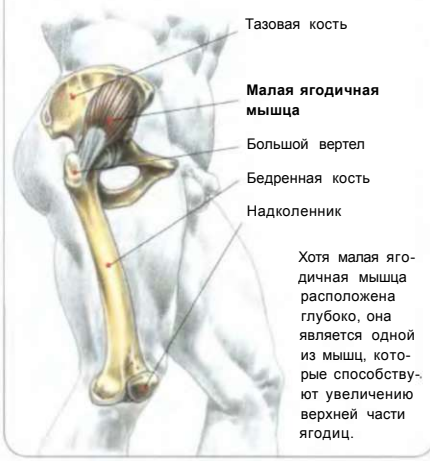 Тазовая кость
Малая ягодичная
мышца
Большой вертел
Бедренная кость
Надколенник
Хотя малая яго-
дичная мышца
расположена
глубоко, она
является одной
из мышц, кото-
рые способству-
ют увеличению
верхней части
ягодиц.